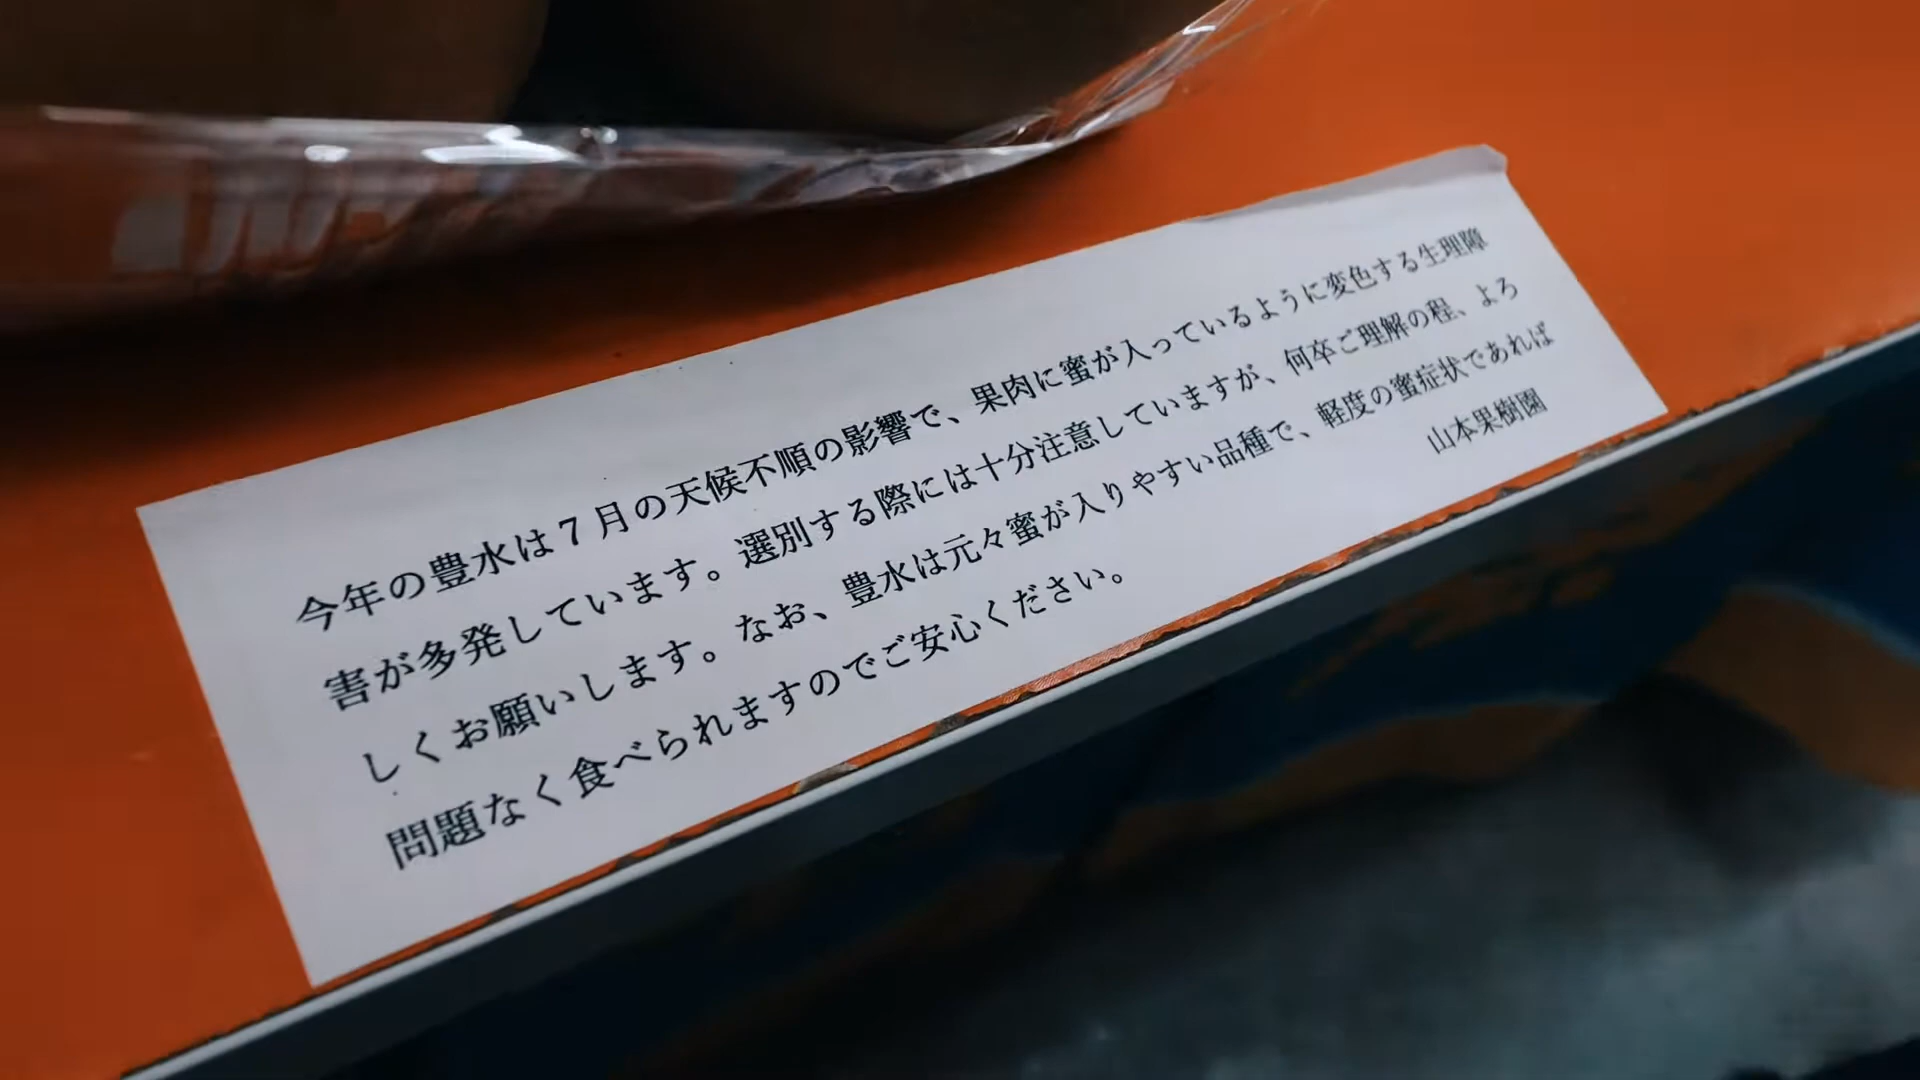 今年の豊水は７月の天候不順の影響で、果肉に蜜が入っているように変色する生理障
害が多発しています。選別する際には十分注意していますが、何卒ご理解の程、よろ
しくお願いします。なお、豊水は元々蜜が入りやすい品種で、軽度の蜜症状であれば
問題なく食べられますのでご安心ください。
山本果樹園